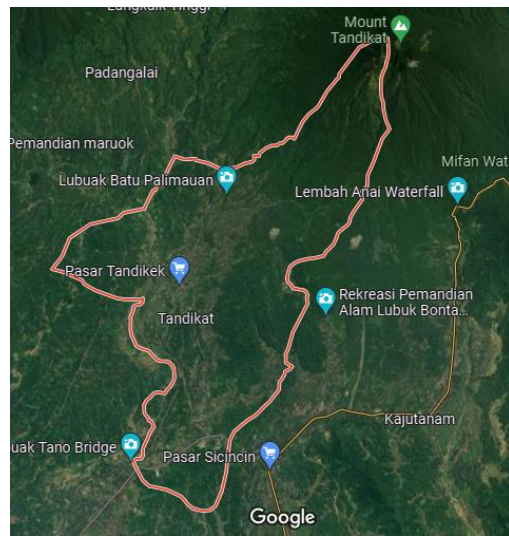 Mount
Tandikat
Padangalai
Pemandian maruok
Mifan Wat
Lubuak Batu Palimauan
Lembah Anai Waterfall
Pasar Tandikek
Rekreasi Pemandian
Alam Lubuk Bonta...
Tandikat
Kajutanam
uak Tano Bridge
Pasar Sicincin
Google